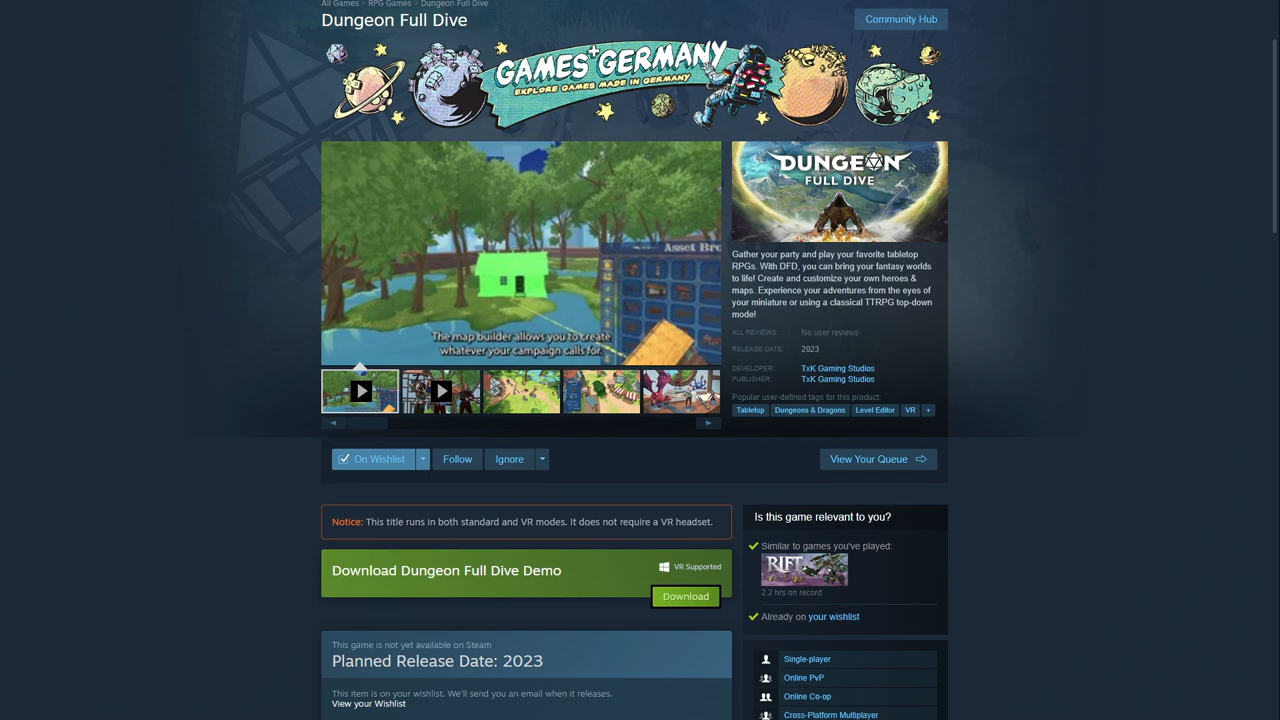 All Games > RPG Games > Dungeon Full Dive
Dungeon Full Dive
Community Hub
GAMES+GERMANY
EXPLORE GAMES MADE IN GERMANY
Asset Bro
The map builder allows you to create
whatever your campaign calls for.
DUNGEON
FULL DIVE
Gather your party and play your favorite tabletop
RPGs. With DFD, you can bring your fantasy worlds
to life! Create and customize your own heroes &
maps. Experience your adventures from the eyes of
your miniature or using a classical TTRPG top-down
mode!
ALL REVIEWS: No user reviews
RELEASE DATE: 2023
DEVELOPER: TxK Gaming Studios
PUBLISHER: TxK Gaming Studios
Popular user-defined tags for this product:
Tabletop Dungeons & Dragons Level Editor VR +
On Wishlist Follow Ignore View Your Queue
Notice: This title runs in both standard and VR modes. It does not require a VR headset.
Download Dungeon Full Dive Demo
VR Supported
Download
This game is not yet available on Steam
Planned Release Date: 2023
This item is on your wishlist. We'll send you an email when it releases.
View your Wishlist
Is this game relevant to you?
Similar to games you've played:
RIFT
2.2 hrs on record
Already on your wishlist
Single-player
Online PvP
Online Co-op
Cross-Platform Multiplayer